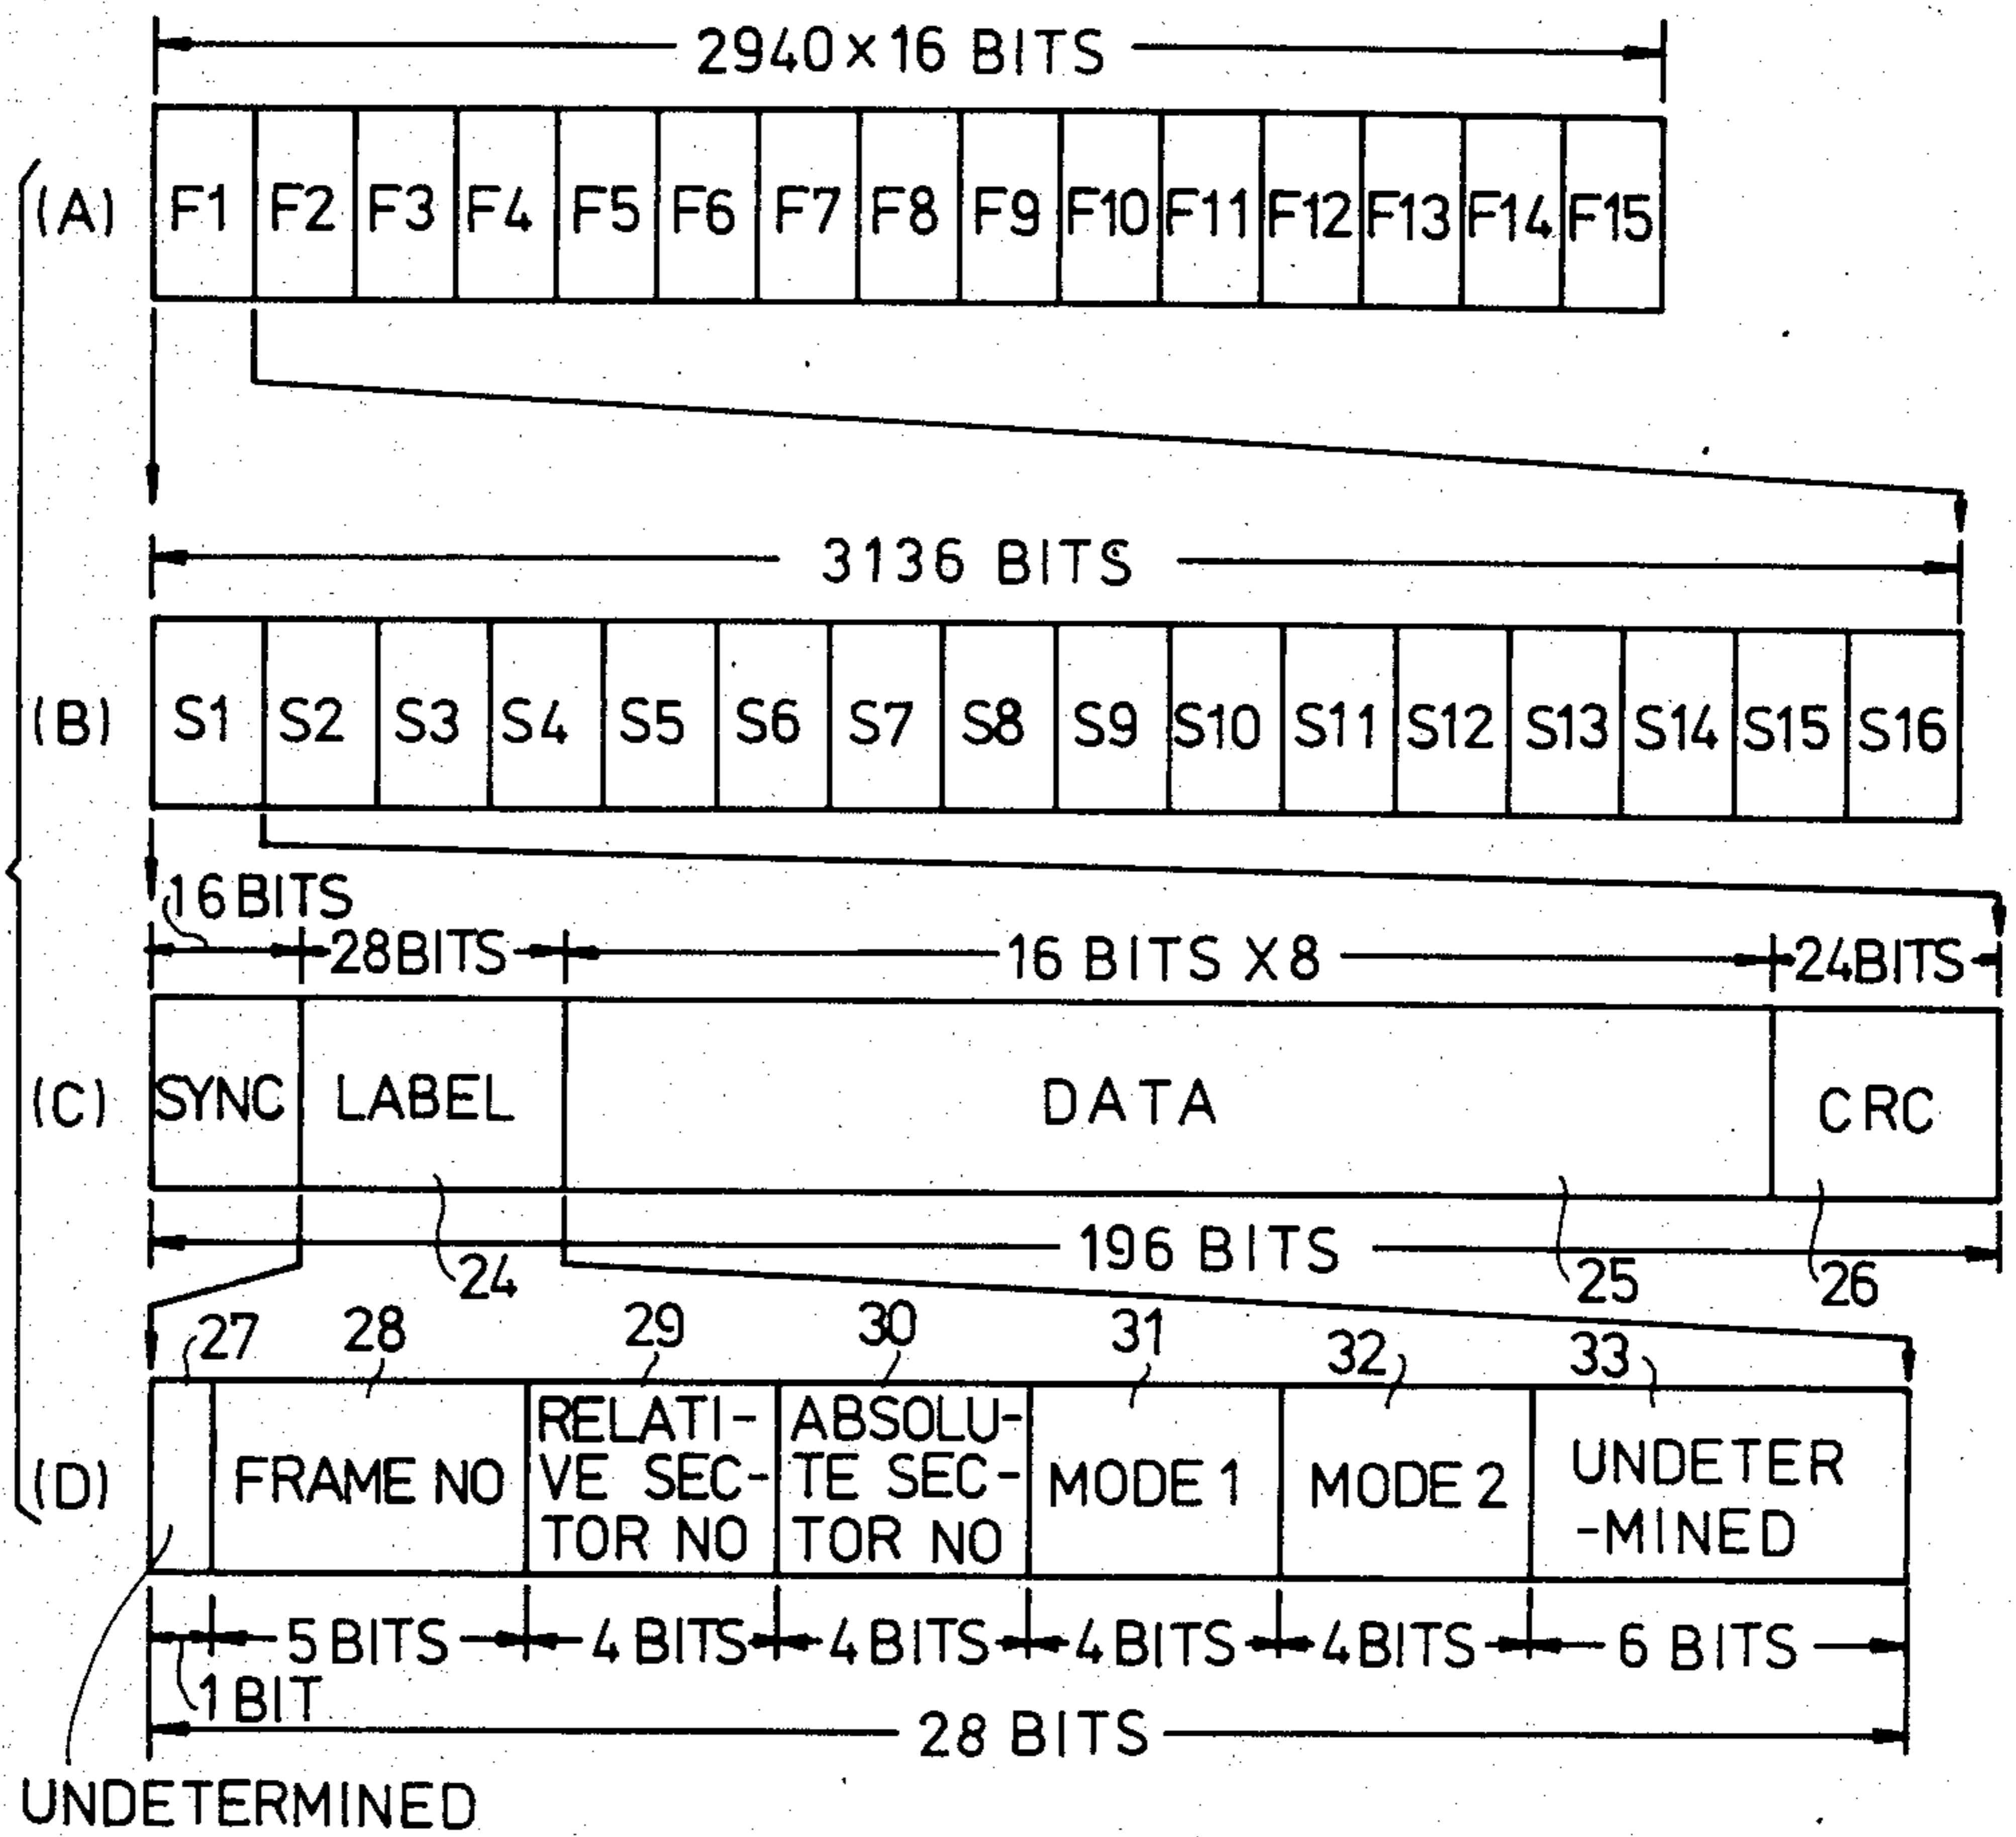 2940×16 BITS
(A) F1 F2 F3 F4 F5 F6 F7 F8 F9 F10 F11 F12 F13 F14 F15
3136 BITS
(B) S1 S2 S3 S4 S5 S6 S7 S8 S9 S10 S11 S12 S13 S14 S15 S16
16 BITS
28 BITS 16 BITS X8 24 BITS
(C) SYNC LABEL DATA CRC
196 BITS
24 25 26
27 28 29 30 31 32 33
(D)
FRAME NO
RELATI-
VE SEC-
TOR NO
ABSOLU-
TE SEC-
TOR NO
MODE 1
MODE 2
UNDETER
-MINED
5 BITS 4 BITS 4 BITS 4 BITS 4 BITS 6 BITS
1 BIT
28 BITS
UNDETERMINED